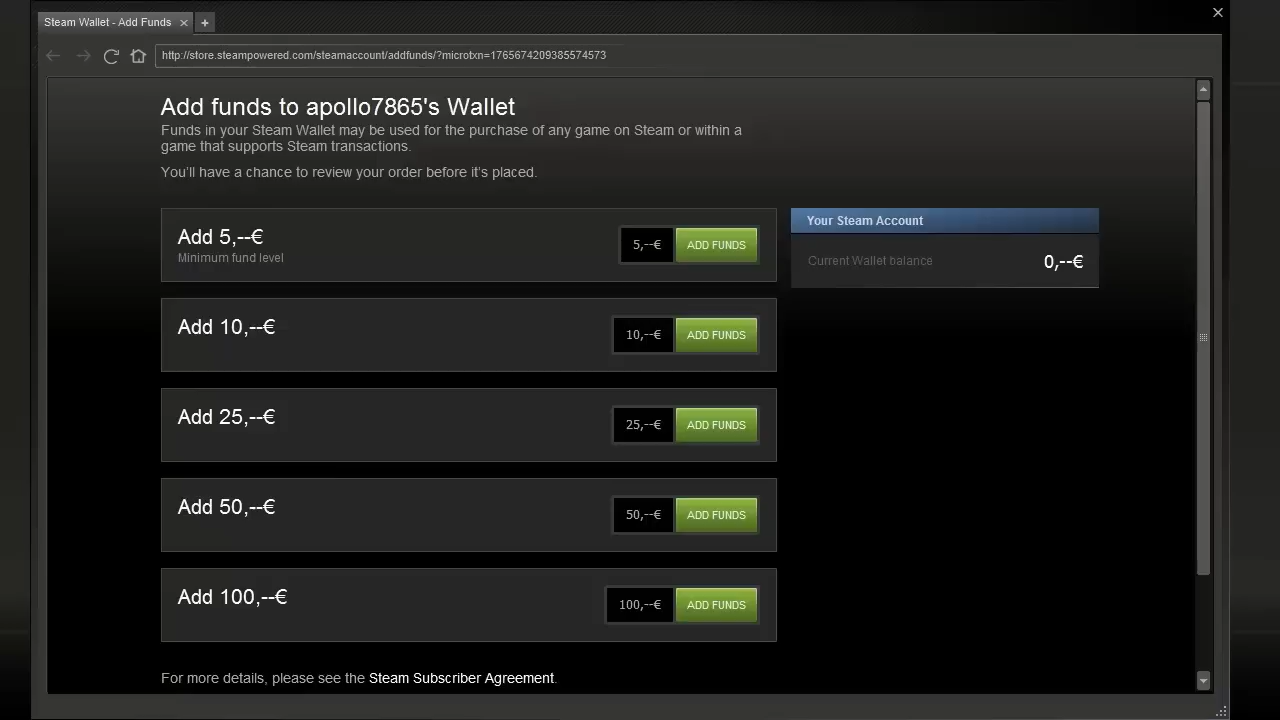 Steam Wallet - Add Funds
http://store.steampowered.com/steamaccount/addfunds/?microtxn=1765674209385574573
Add funds to apollo7865's Wallet
Funds in your Steam Wallet may be used for the purchase of any game on Steam or within a
game that supports Steam transactions.
You'll have a chance to review your order before it's placed.
Add 5,--€
Minimum fund level
5,--€ ADD FUNDS
Your Steam Account
Current Wallet balance 0,--€
Add 10,--€
10,--€ ADD FUNDS
Add 25,--€
25,--€ ADD FUNDS
Add 50,--€
50,--€ ADD FUNDS
Add 100,--€
100,--€ ADD FUNDS
For more details, please see the Steam Subscriber Agreement.